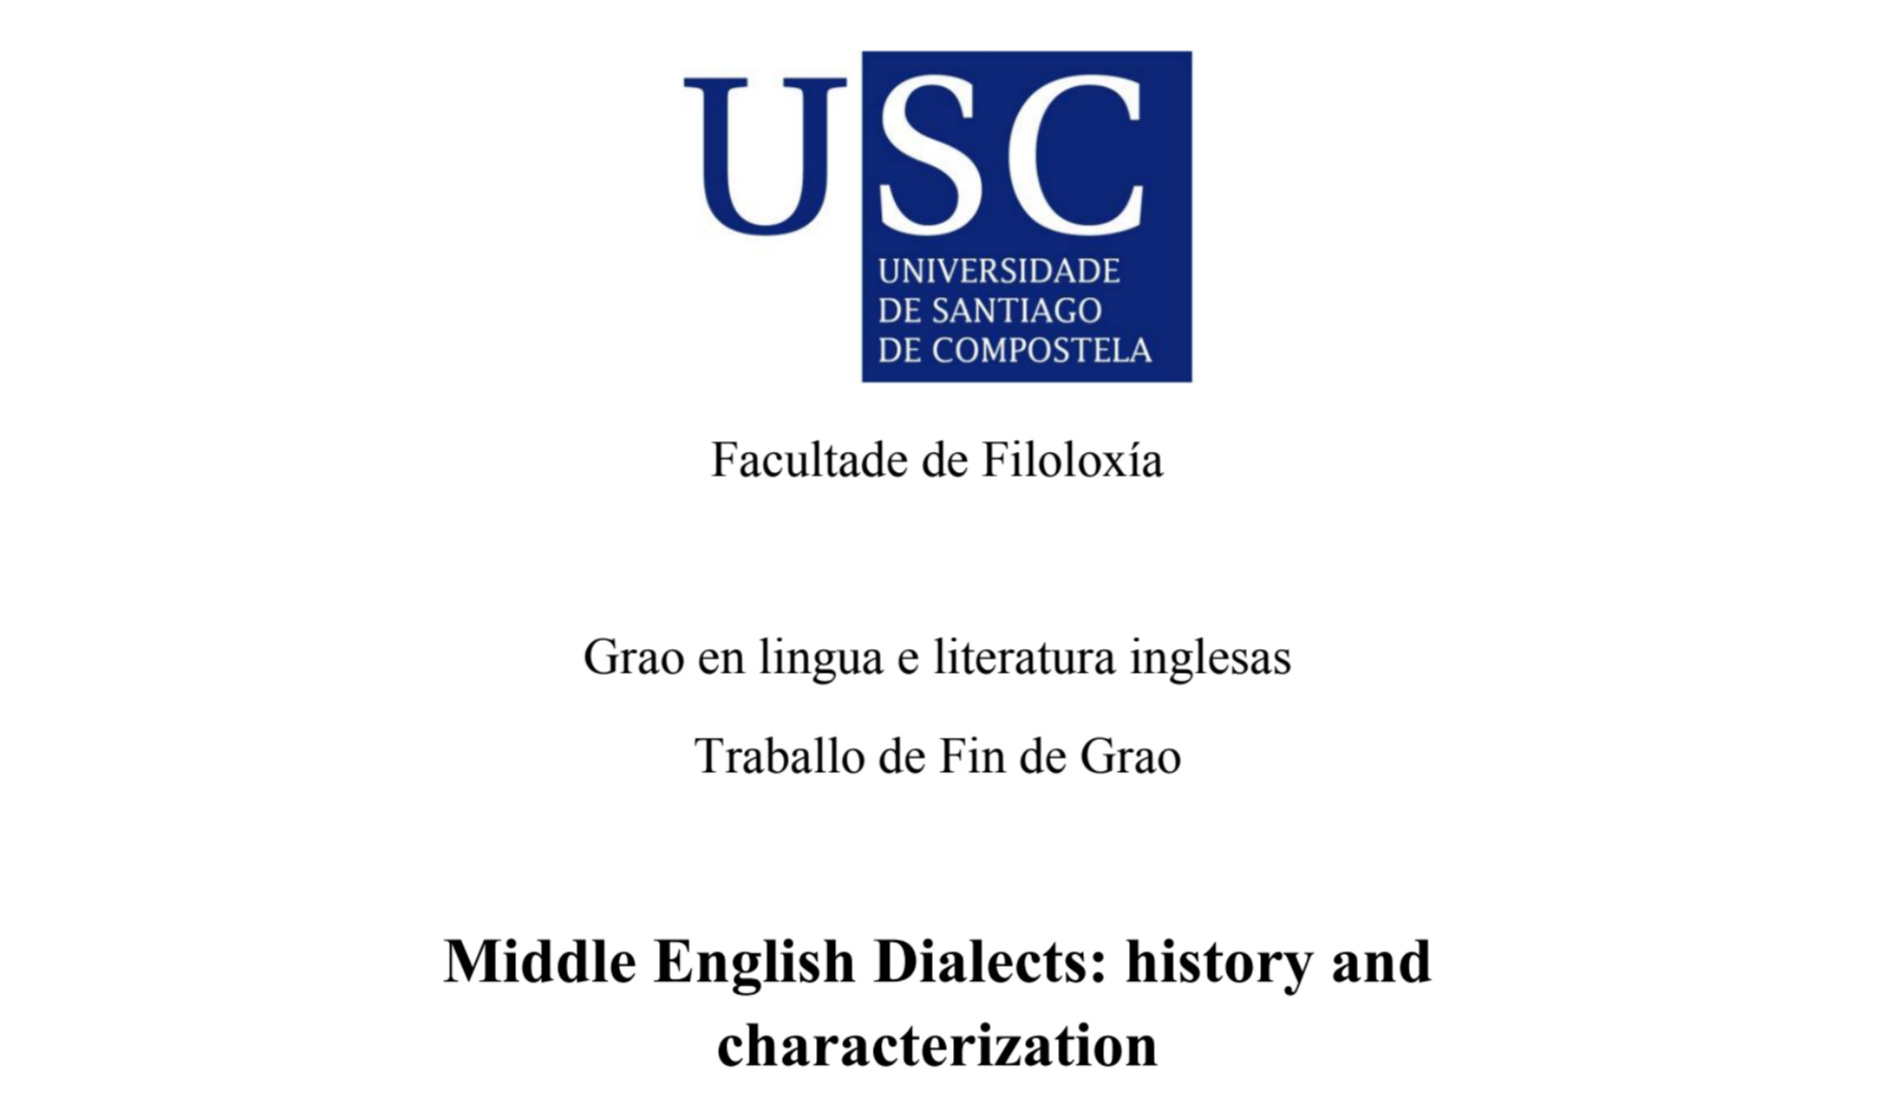 USC
UNIVERSIDADE
DE SANTIAGO
DE COMPOSTELA
Facultade de Filoloxía
Grao en lingua e literatura inglesas
Traballo de Fin de Grao
Middle English Dialects: history and
characterization